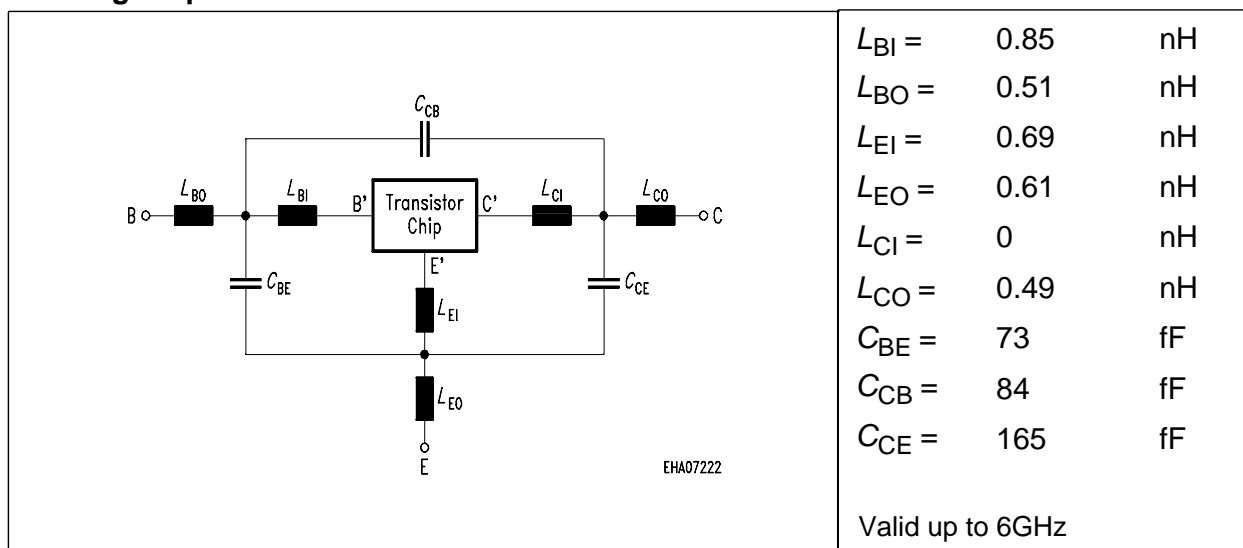 C_CB
L_BO L_BI B' Transistor Chip C' L_CI L_CO
B C
C_BE E' C_CE
L_EI
L_EO
E
EHA07222
L_BI = 0.85 nH
L_BO = 0.51 nH
L_EI = 0.69 nH
L_EO = 0.61 nH
L_CI = 0 nH
L_CO = 0.49 nH
C_BE = 73 fF
C_CB = 84 fF
C_CE = 165 fF
Valid up to 6GHz